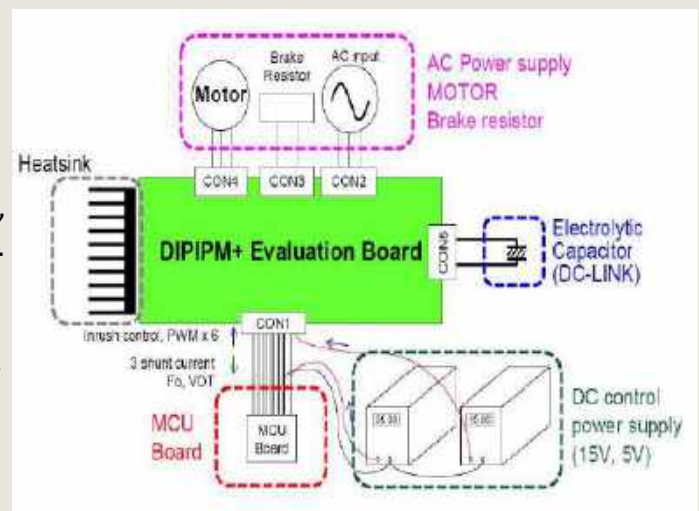 Brake
Resistor
AC input
Motor
AC Power supply
MOTOR
Brake resistor
Heatsink
CON4
CON3
CON2
DIPIPM+ Evaluation Board
CON5
Electrolytic
Capacitor
(DC-LINK)
CON1
Inrush control, PWM x 6
3 shunt current
Fo, VOT
MCU
Board
MCU
Board
DC control
power supply
(15V, 5V)